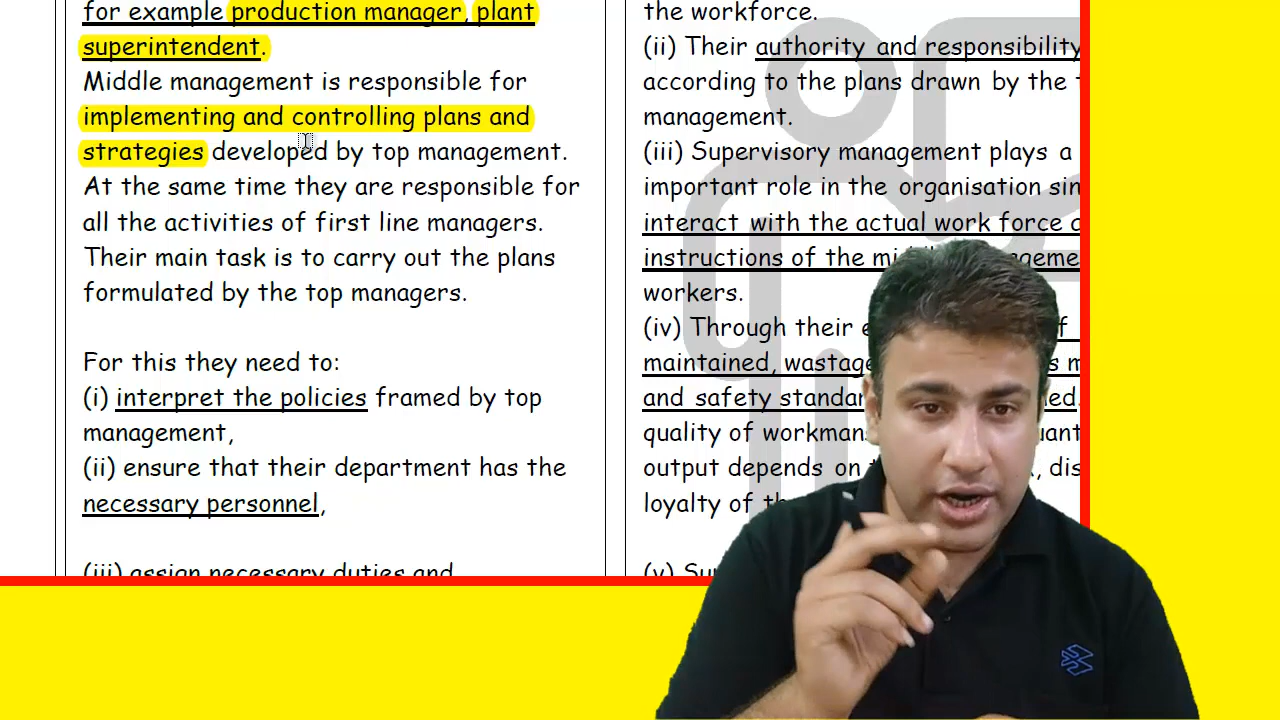 for example production manager, plant
superintendent.
Middle management is responsible for
implementing and controlling plans and
strategies developed by top management.
At the same time they are responsible for
all the activities of first line managers.
Their main task is to carry out the plans
formulated by the top managers.
For this they need to:
(i) interpret the policies framed by top
management,
(ii) ensure that their department has the
necessary personnel,
(iii) assign necessary duties and
the workforce.
(ii) Their authority and responsibility
according to the plans drawn by the
management.
(iii) Supervisory management plays a
important role in the organisation
interact with the actual work force
instructions of the
workers.
(iv) Through their
maintained,
and safety
quality of
output depends on
loyalty of
(v)